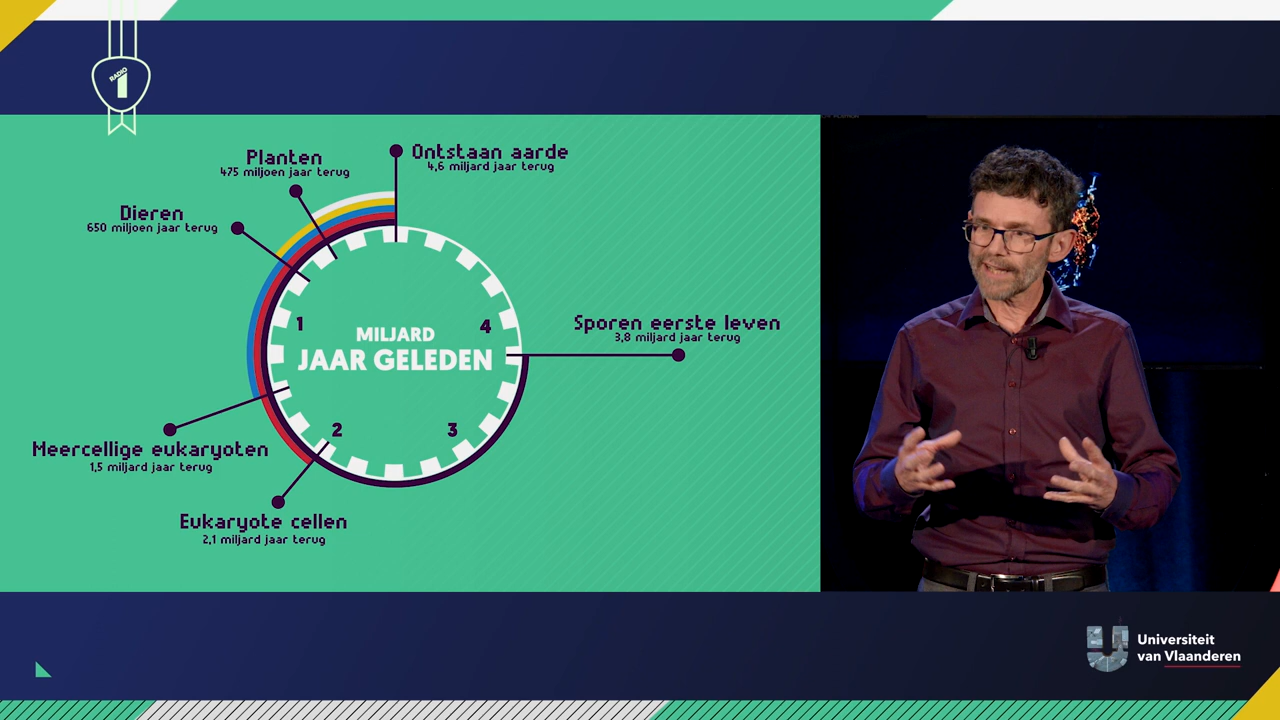 RADIO
1
Planten
475 miljoen jaar terug
Ontstaan aarde
4,6 miljard jaar terug
Dieren
650 miljoen jaar terug
1
4
MILJARD
JAAR GELEDEN
Sporen eerste leven
3,8 miljard jaar terug
2
3
Meercellige eukaryoten
1,5 miljard jaar terug
Eukaryote cellen
2,1 miljard jaar terug
Universiteit
van Vlaanderen